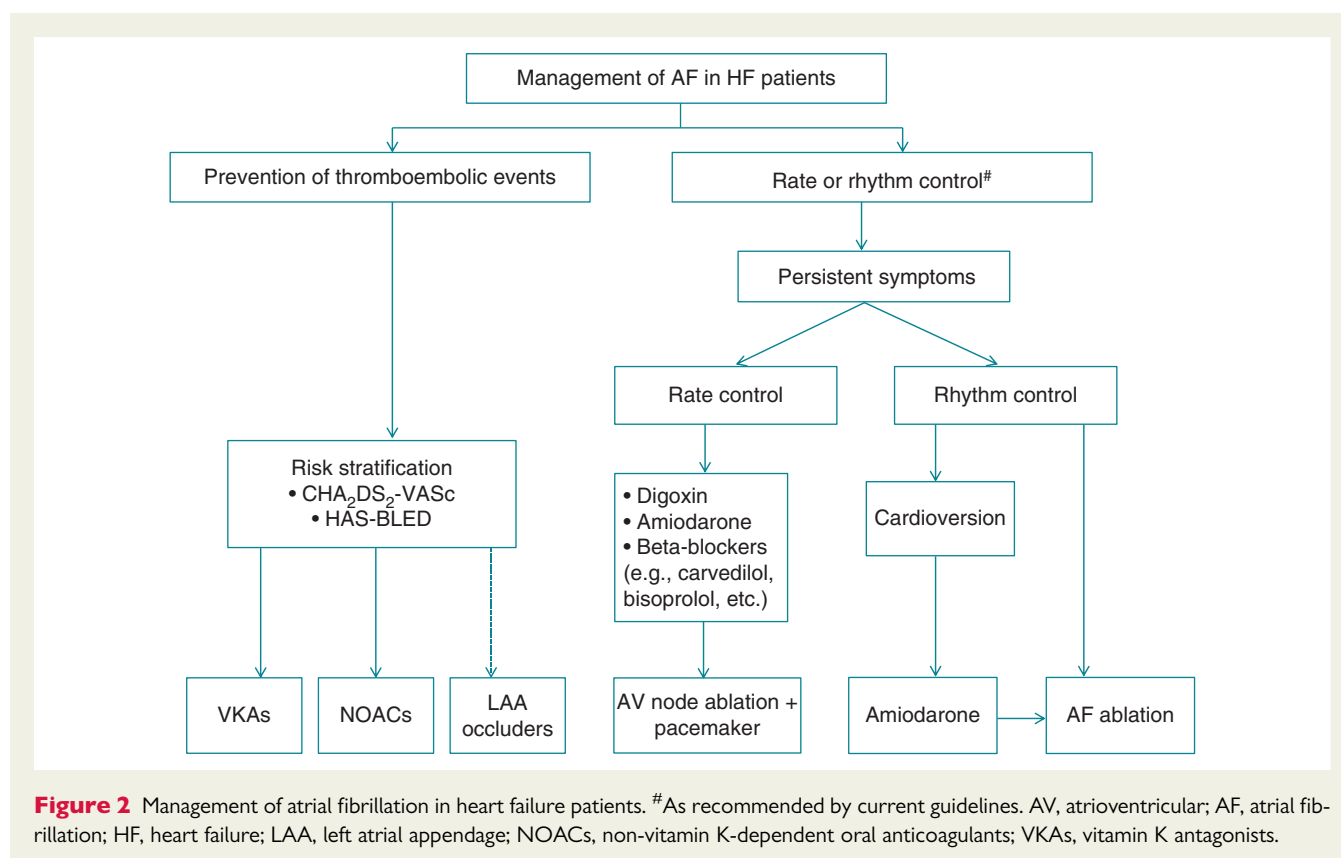 Management of AF in HF patients
Prevention of thromboembolic events
Rate or rhythm control#
Persistent symptoms
Rate control
Rhythm control
Risk stratification
• CHA2DS2-VASc
• HAS-BLED
• Digoxin
• Amiodarone
• Beta-blockers
(e.g., carvedilol,
bisoprolol, etc.)
Cardioversion
VKAs
NOACs
LAA
occluders
AV node ablation +
pacemaker
Amiodarone
AF ablation
Figure 2 Management of atrial fibrillation in heart failure patients. #As recommended by current guidelines. AV, atrioventricular; AF, atrial fib-
rillation; HF, heart failure; LAA, left atrial appendage; NOACs, non-vitamin K-dependent oral anticoagulants; VKAs, vitamin K antagonists.